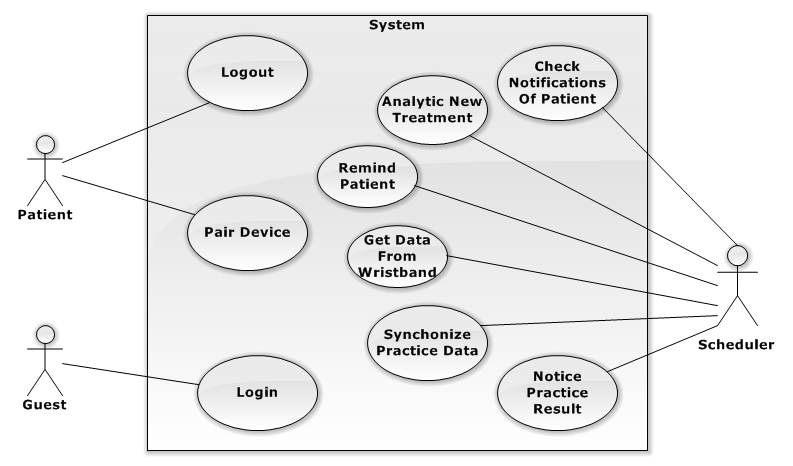 System
Logout
Check
Notifications
Of Patient
Analytic New
Treatment
Remind
Patient
Patient
Pair Device
Get Data
From
Wristband
Synchonize
Practice Data
Scheduler
Guest
Login
Notice
Practice
Result